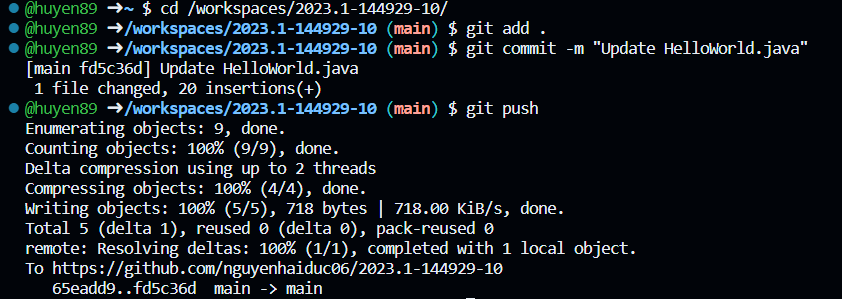 @huyen89 ➜~ $ cd /workspaces/2023.1-144929-10/
@huyen89 ➜/workspaces/2023.1-144929-10 (main) $ git add .
@huyen89 ➜/workspaces/2023.1-144929-10 (main) $ git commit -m "Update HelloWorld.java"
[main fd5c36d] Update HelloWorld.java
 1 file changed, 20 insertions(+)
@huyen89 ➜/workspaces/2023.1-144929-10 (main) $ git push
Enumerating objects: 9, done.
Counting objects: 100% (9/9), done.
Delta compression using up to 2 threads
Compressing objects: 100% (4/4), done.
Writing objects: 100% (5/5), 718 bytes | 718.00 KiB/s, done.
Total 5 (delta 1), reused 0 (delta 0), pack-reused 0
remote: Resolving deltas: 100% (1/1), completed with 1 local object.
To https://github.com/nguyenhaiduc06/2023.1-144929-10
   65eadd9..fd5c36d  main -> main